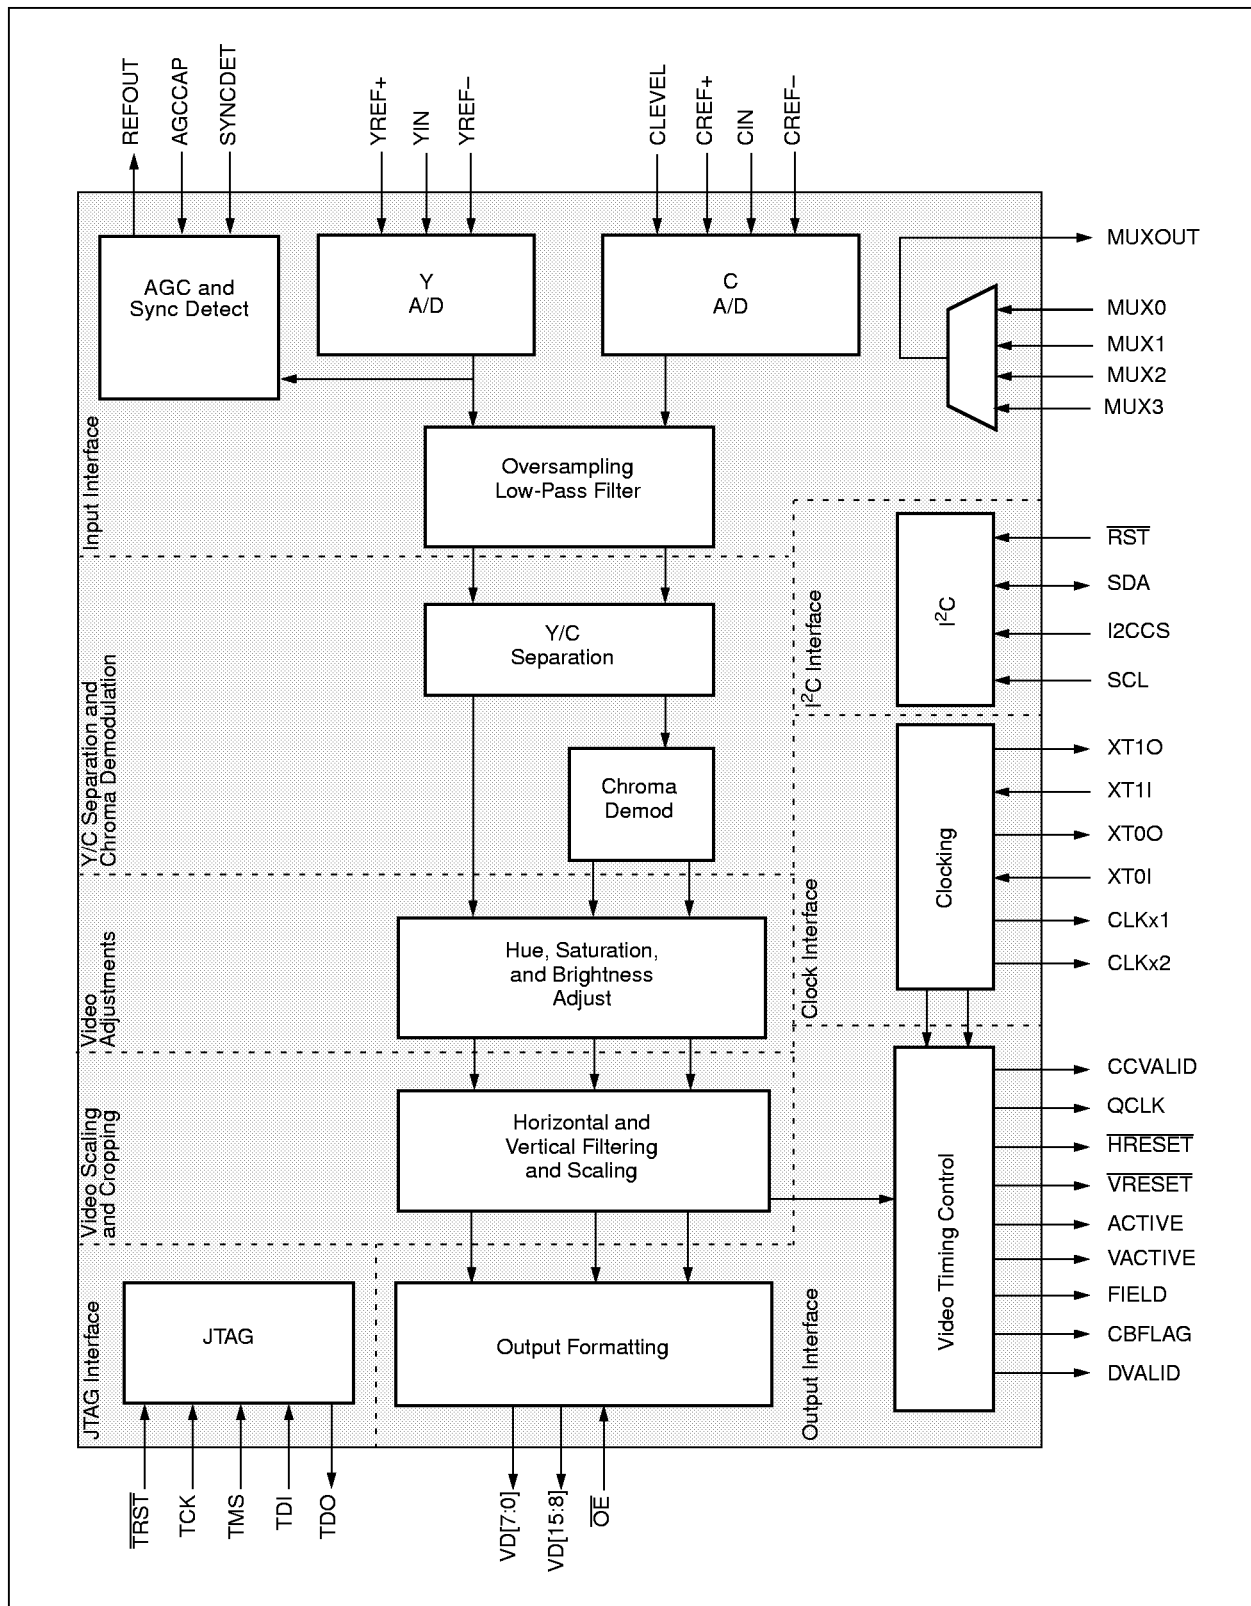 REFOUT
AGCCAP
SYNCDET
YREF+
YIN
YREF–
CLEVEL
CREF+
CIN
CREF–
AGC and
Sync Detect
Y
A/D
C
A/D
MUXOUT
MUX0
MUX1
MUX2
MUX3
Input Interface
Oversampling
Low-Pass Filter
Y/C Separation and
Chroma Demodulation
Y/C
Separation
Chroma
Demod
I²C Interface
I²C
RST
SDA
I2CCS
SCL
Clock Interface
Clocking
XT1O
XT1I
XT0O
XT0I
CLKx1
CLKx2
Video
Adjustments
Hue, Saturation,
and Brightness
Adjust
Video Scaling
and Cropping
Horizontal and
Vertical Filtering
and Scaling
Video Timing Control
CCVALID
QCLK
HRESET
VRESET
ACTIVE
VACTIVE
FIELD
CBFLAG
DVALID
JTAG Interface
JTAG
Output Formatting
Output Interface
TRST
TCK
TMS
TDI
TDO
VD[7:0]
VD[15:8]
OE